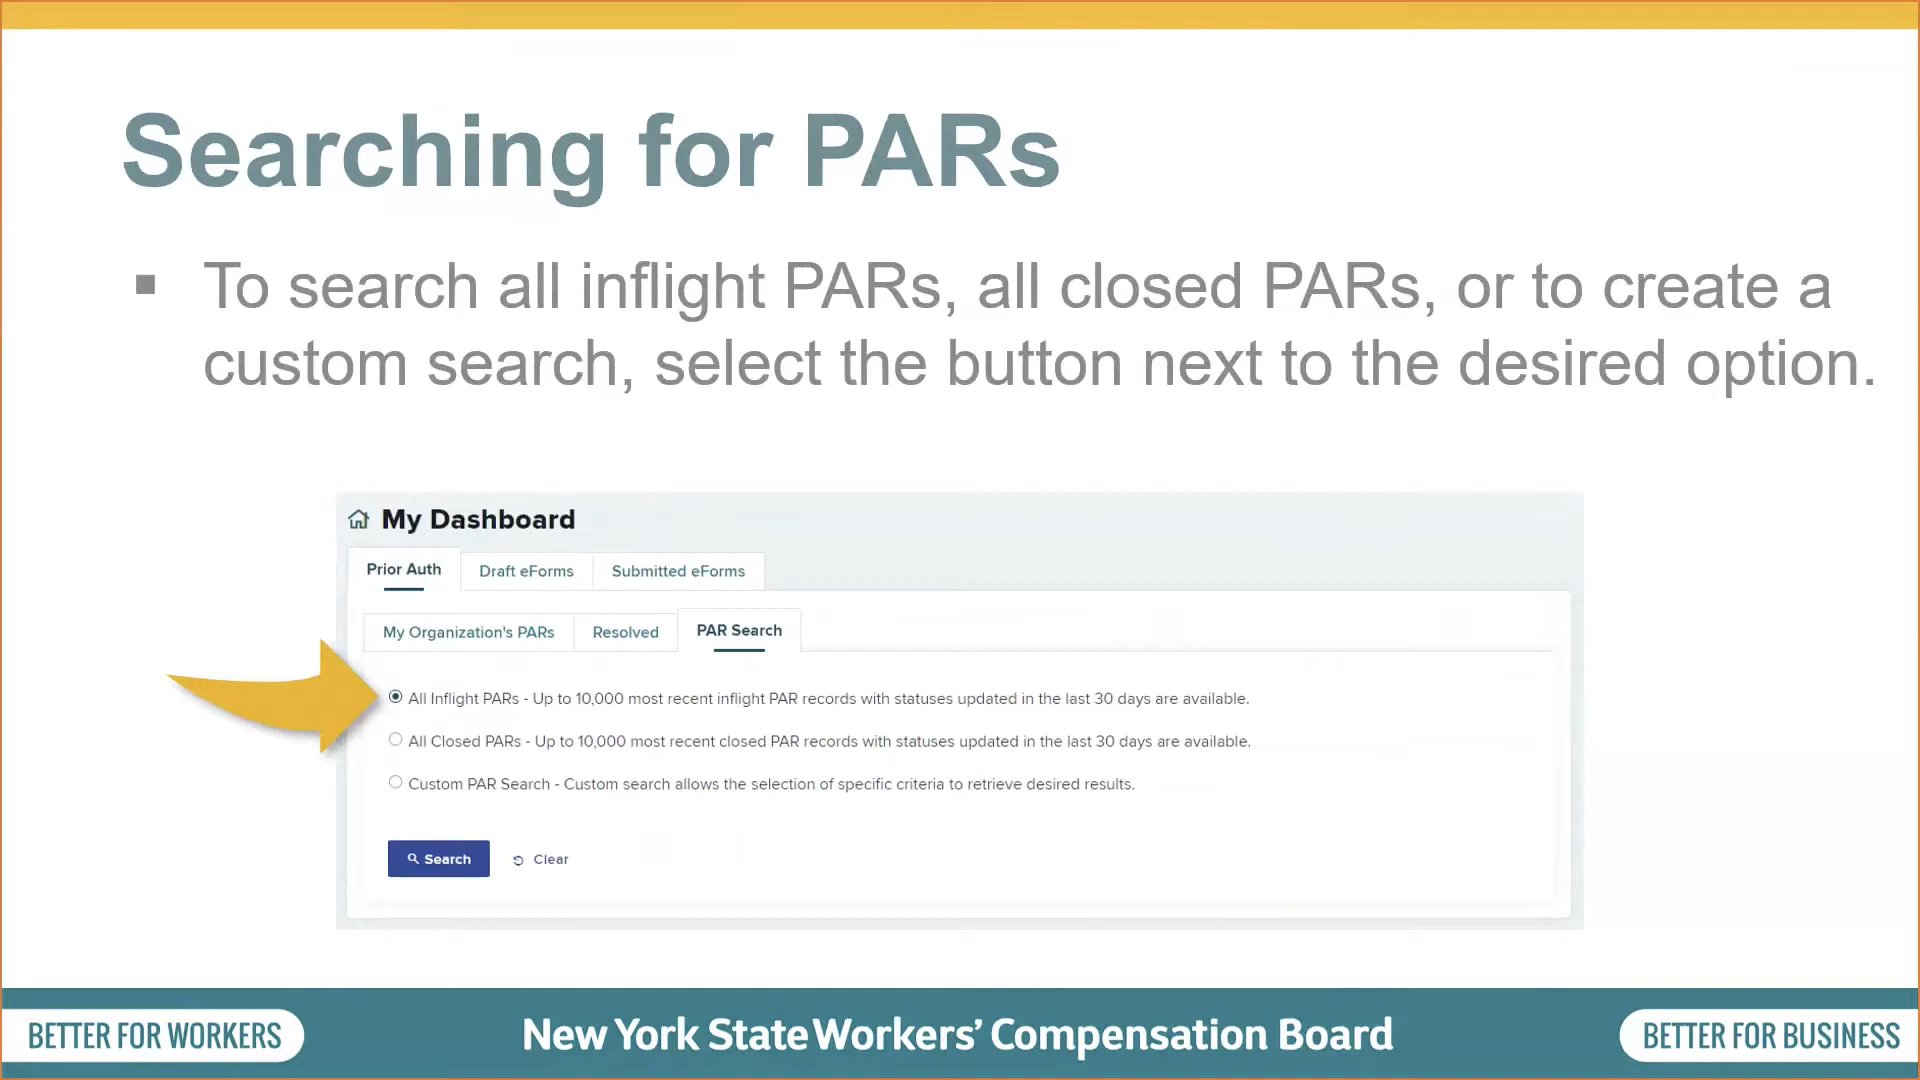 Searching for PARs
▪ To search all inflight PARs, all closed PARs, or to create a
custom search, select the button next to the desired option.
My Dashboard
Prior Auth Draft eForms Submitted eForms
My Organization's PARs Resolved PAR Search
All Inflight PARs - Up to 10,000 most recent inflight PAR records with statuses updated in the last 30 days are available.
All Closed PARs - Up to 10,000 most recent closed PAR records with statuses updated in the last 30 days are available.
Custom PAR Search - Custom search allows the selection of specific criteria to retrieve desired results.
Search Clear
BETTER FOR WORKERS New York State Workers' Compensation Board BETTER FOR BUSINESS